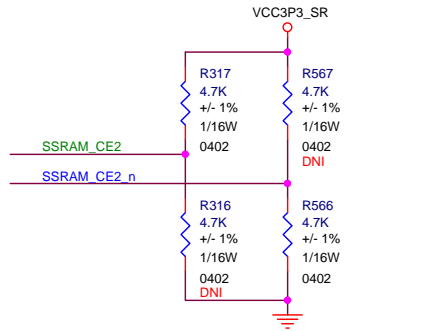 VCC3P3_SR
R317
4.7K
+/- 1%
1/16W
0402
R567
4.7K
+/- 1%
1/16W
0402
DNI
SSRAM_CE2
SSRAM_CE2_n
R316
4.7K
+/- 1%
1/16W
0402
DNI
R566
4.7K
+/- 1%
1/16W
0402